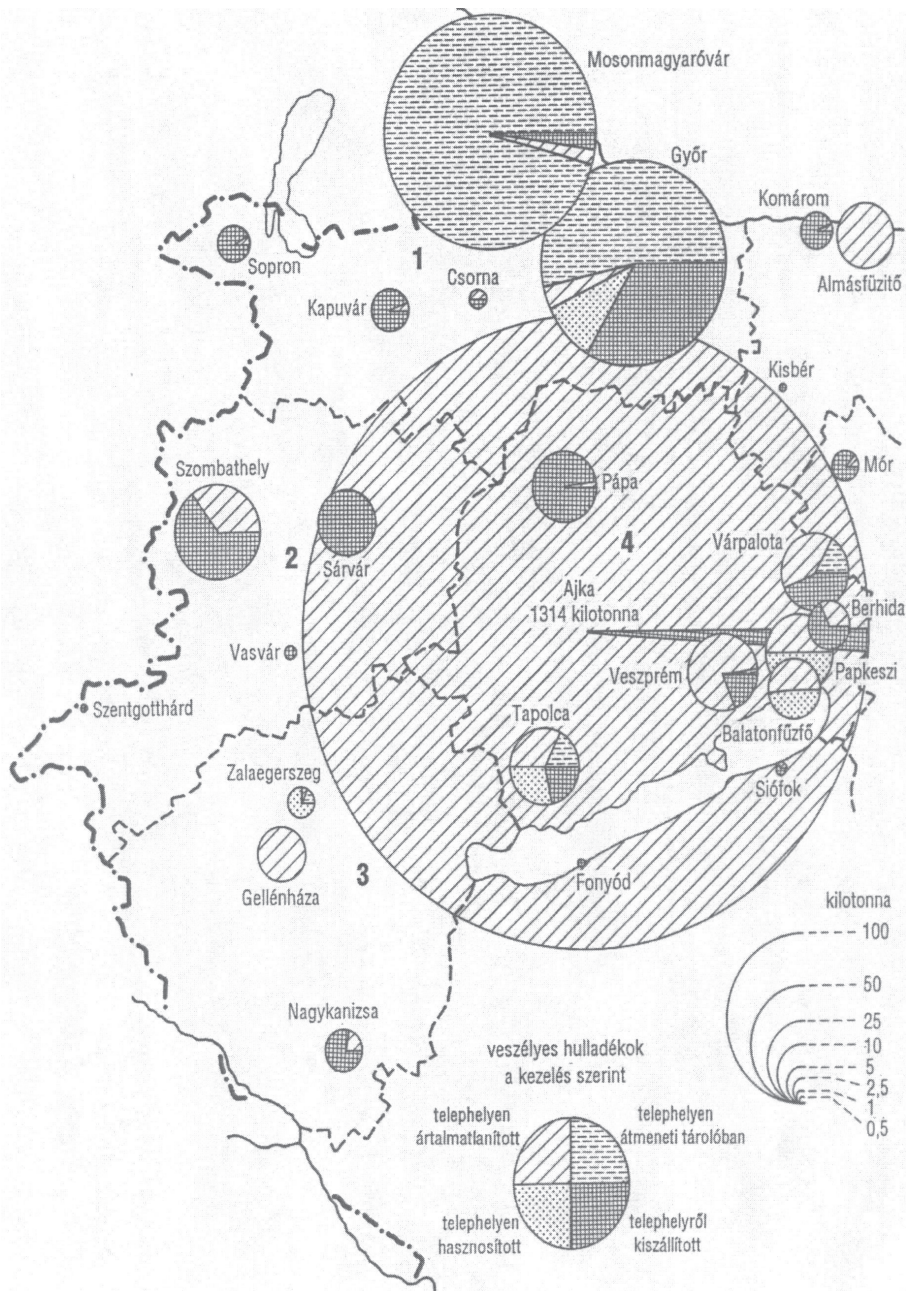 Mosonmagyaróvár
Győr
Komárom
Almásfüzitő
Sopron
1
Csorna
Kapuvár
Kisbér
Szombathely
Mór
Pápa
2
Sárvár
4
Várpalota
Ajka
1314 kilotonna
Berhida
Vasvár
Veszprém
Papkeszi
Szentgotthárd
Tapolca
Balatonfűzfő
Zalaegerszeg
Siófok
Gellénháza
3
Fonyód
kilotonna
100
50
25
10
5
2,5
1
0,5
Nagykanizsa
veszélyes hulladékok
a kezelés szerint
telephelyen
ártalmatlanított
telephelyen
átmeneti tárolóban
telephelyen
hasznosított
telephelyről
kiszállított